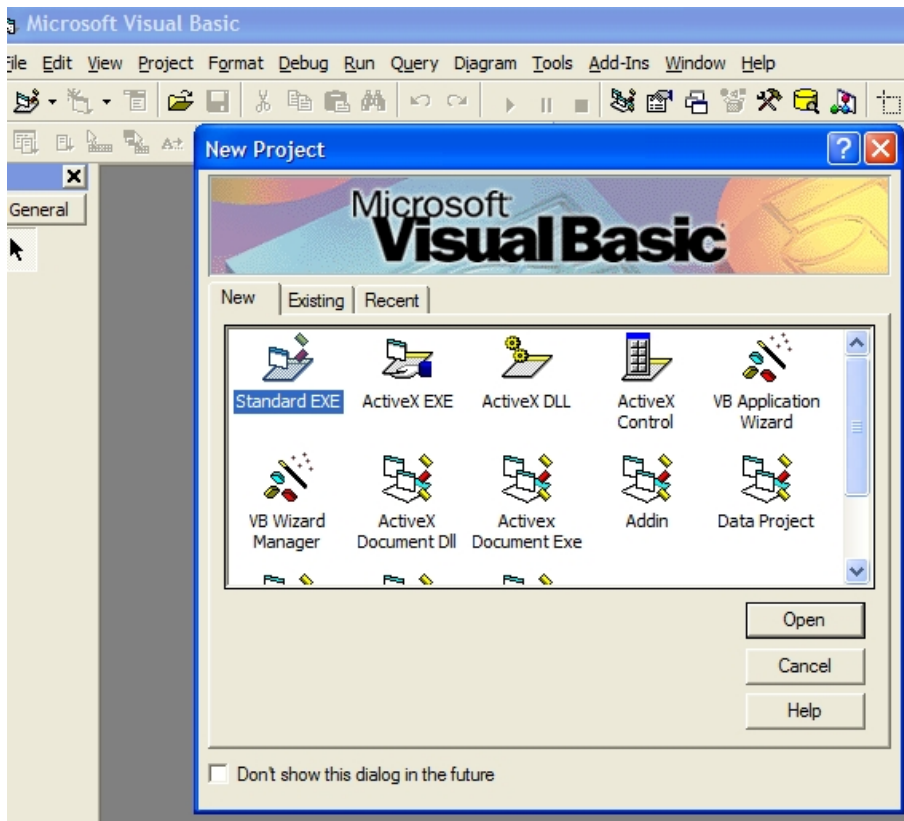 Microsoft Visual Basic
File Edit View Project Format Debug Run Query Diagram Tools Add-Ins Window Help
New Project
General
Microsoft
Visual Basic
New Existing Recent
Standard EXE ActiveX EXE ActiveX DLL ActiveX Control VB Application Wizard
VB Wizard Manager ActiveX Document Dll Activex Document Exe Addin Data Project
Open
Cancel
Help
Don't show this dialog in the future